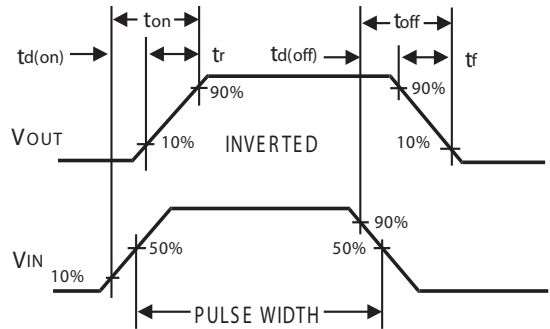 ton toff
td(on) tr td(off) tf
90% 90%
VOUT 10% INVERTED 10%
90%
VIN 50% 50%
10%
PULSE WIDTH